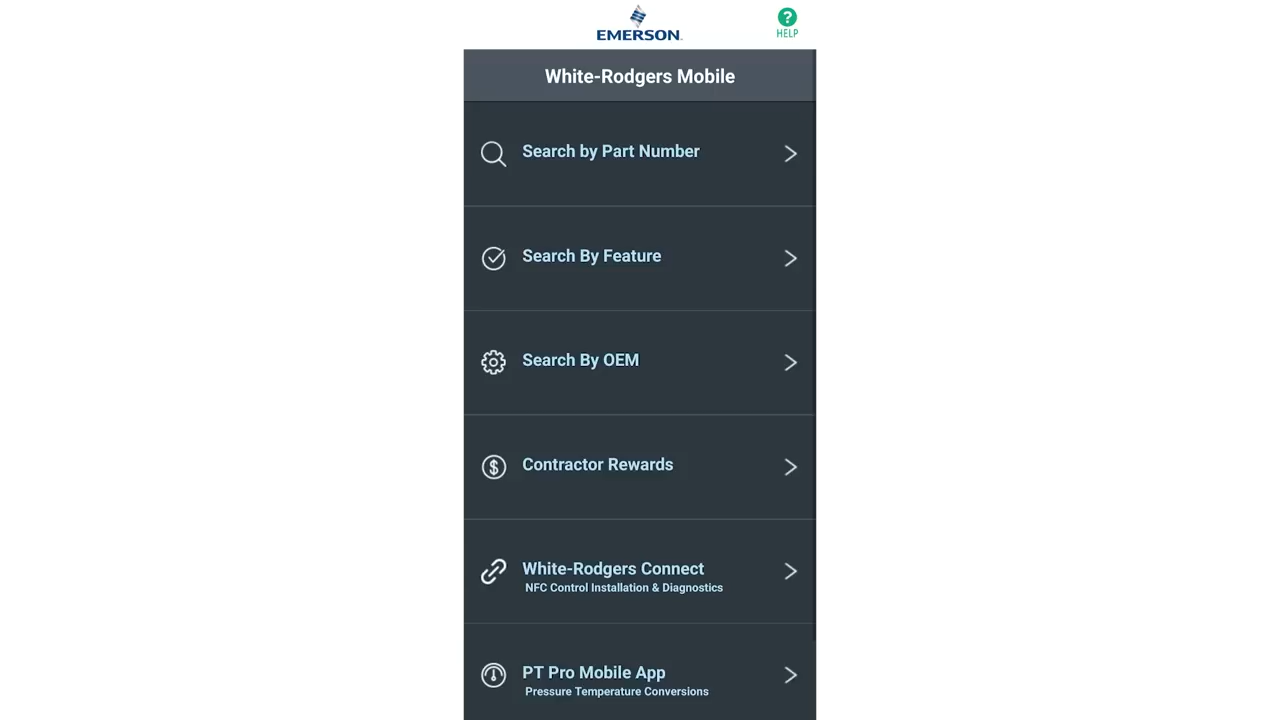 EMERSON
?
HELP
White-Rodgers Mobile
Search by Part Number
Search By Feature
Search By OEM
$
Contractor Rewards
White-Rodgers Connect
NFC Control Installation & Diagnostics
PT Pro Mobile App
Pressure Temperature Conversions